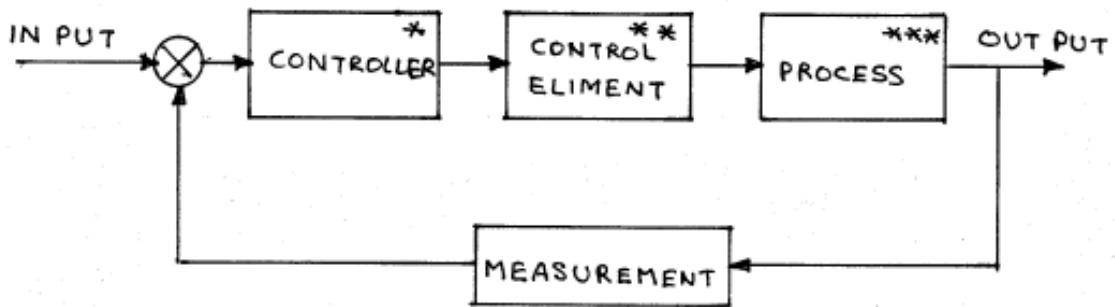 IN PUT
CONTROLLER *
CONTROL **
ELIMENT
PROCESS ***
OUT PUT
MEASUREMENT